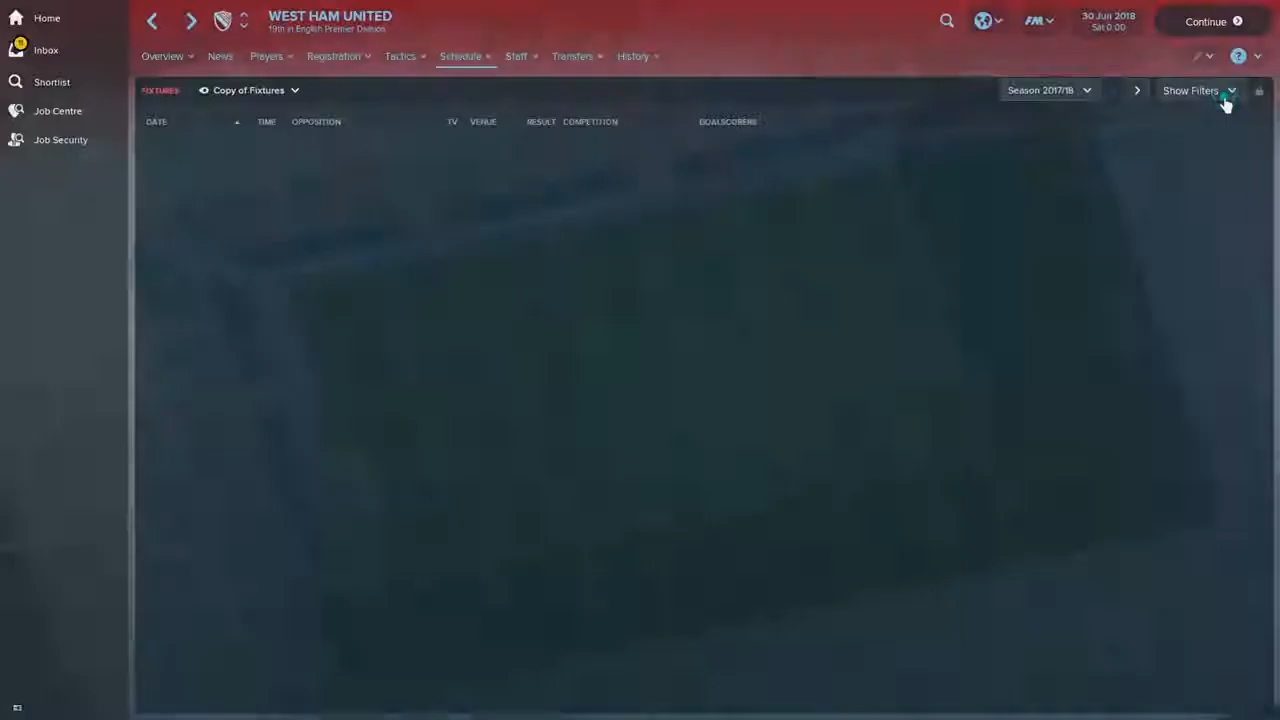 Home
Inbox
Shortlist
Job Centre
Job Security
WEST HAM UNITED
19th in English Premier Division
FM
30 Jun 2018
Sat 0:00
Continue
Overview News Players Registration Tactics Schedule Staff Transfers History
FIXTURES Copy of Fixtures Season 2017/18 Show Filters
DATE TIME OPPOSITION TV VENUE RESULT COMPETITION GOALSCORERS